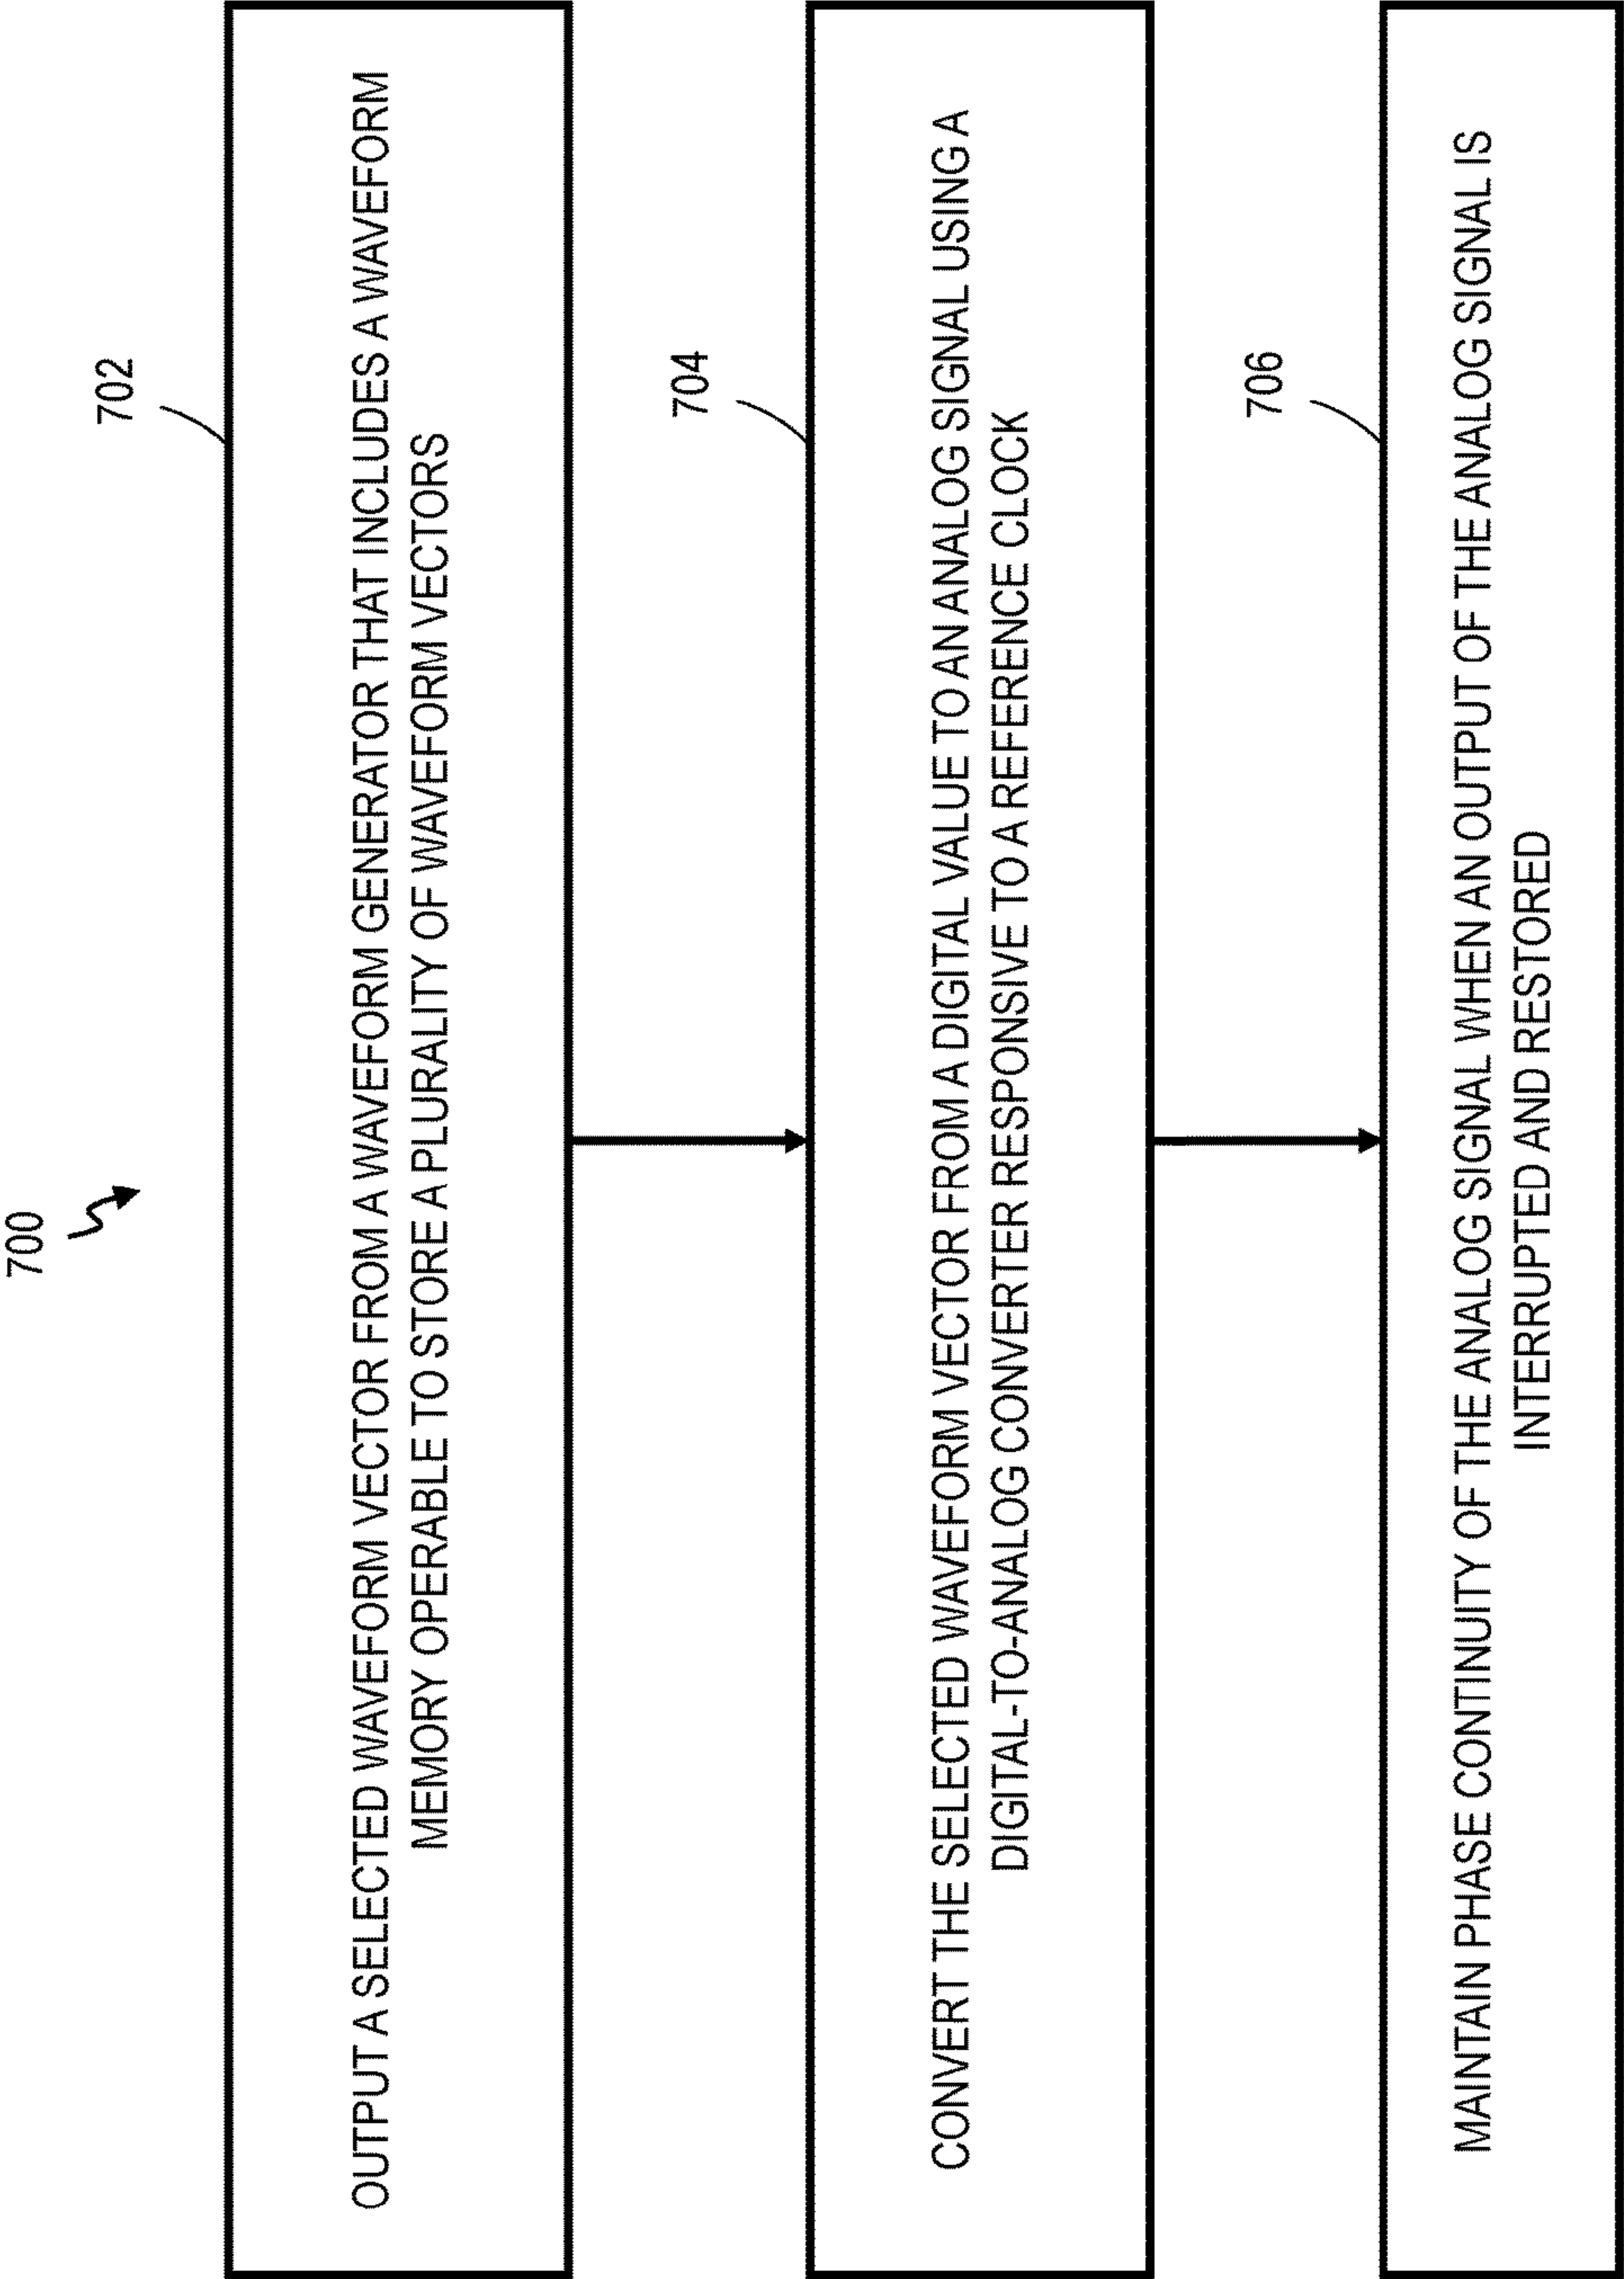 700
702
OUTPUT A SELECTED WAVEFORM VECTOR FROM A WAVEFORM GENERATOR THAT INCLUDES A WAVEFORM
MEMORY OPERABLE TO STORE A PLURALITY OF WAVEFORM VECTORS
704
CONVERT THE SELECTED WAVEFORM VECTOR FROM A DIGITAL VALUE TO AN ANALOG SIGNAL USING A
DIGITAL-TO-ANALOG CONVERTER RESPONSIVE TO A REFERENCE CLOCK
706
MAINTAIN PHASE CONTINUITY OF THE ANALOG SIGNAL WHEN AN OUTPUT OF THE ANALOG SIGNAL IS
INTERRUPTED AND RESTORED